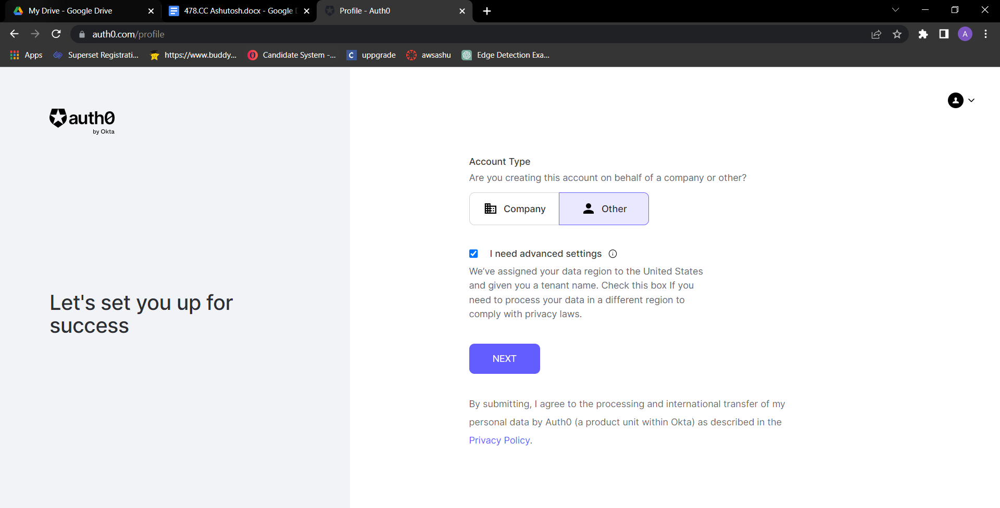 My Drive - Google Drive
478.CC Ashutosh.docx - Google
Profile - Auth0
auth0.com/profile
A
Apps
Superset Registrati...
https://www.buddy...
Candidate System -...
C uppgrade
awsashu
Edge Detection Exa...
auth0
by Okta
Let's set you up for
success
Account Type
Are you creating this account on behalf of a company or other?
Company
Other
I need advanced settings
We’ve assigned your data region to the United States
and given you a tenant name. Check this box If you
need to process your data in a different region to
comply with privacy laws.
NEXT
By submitting, I agree to the processing and international transfer of my
personal data by Auth0 (a product unit within Okta) as described in the
Privacy Policy.